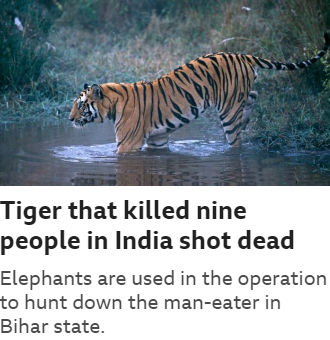 Tiger that killed nine
people in India shot dead
Elephants are used in the operation
to hunt down the man-eater in
Bihar state.